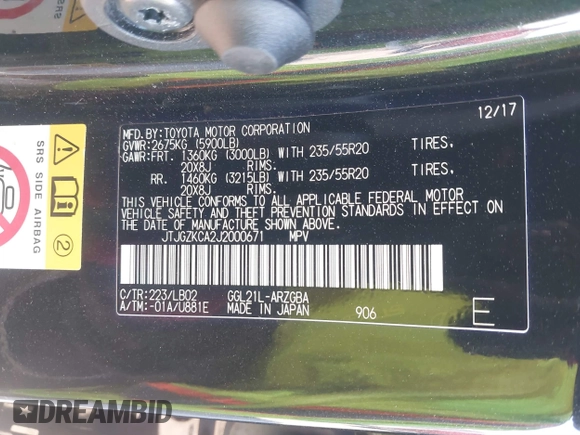 12/17
MFD.BY:TOYOTA MOTOR CORPORATION
GVWR:2675KG (5900LB)
GAWR:FRT. 1360KG (3000LB) WITH 235/55R20 TIRES,
20X8J RIMS.
RR. 1460KG (3215LB) WITH 235/55R20 TIRES,
20X8J RIMS.
THIS VEHICLE CONFORMS TO ALL APPLICABLE FEDERAL MOTOR
VEHICLE SAFETY AND THEFT PREVENTION STANDARDS IN EFFECT ON
THE DATE OF MANUFACTURE SHOWN ABOVE.
JTJGZKCA2J2000671 MPV
C/TR:223/LB02 GGL21L-ARZGBA
A/TM:-01A/U881E MADE IN JAPAN 906 E
SRS SIDE AIRBAG
2
DREAMBID